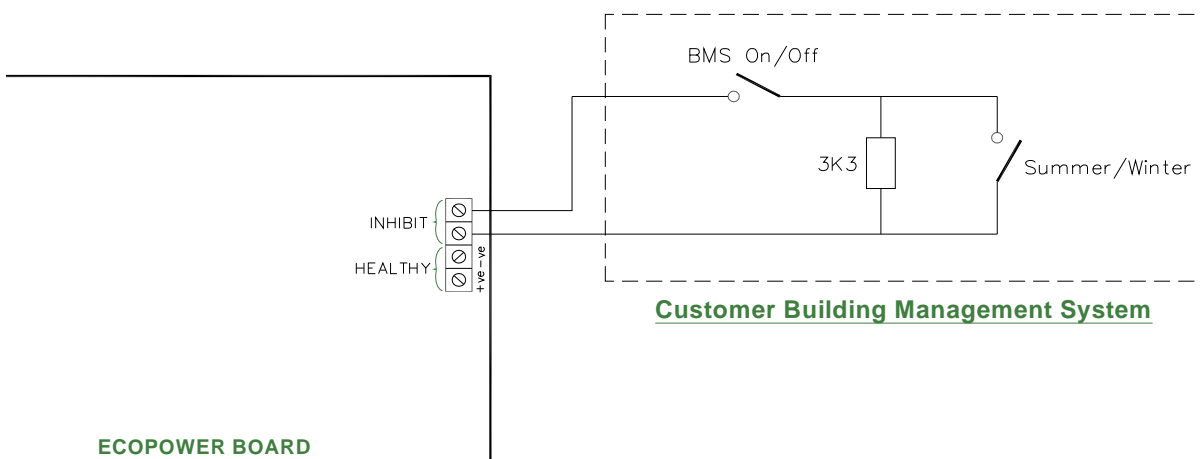 BMS On/Off
3K3
Summer/Winter
INHIBIT
HEALTHY
+ve -ve
Customer Building Management System
ECOPOWER BOARD